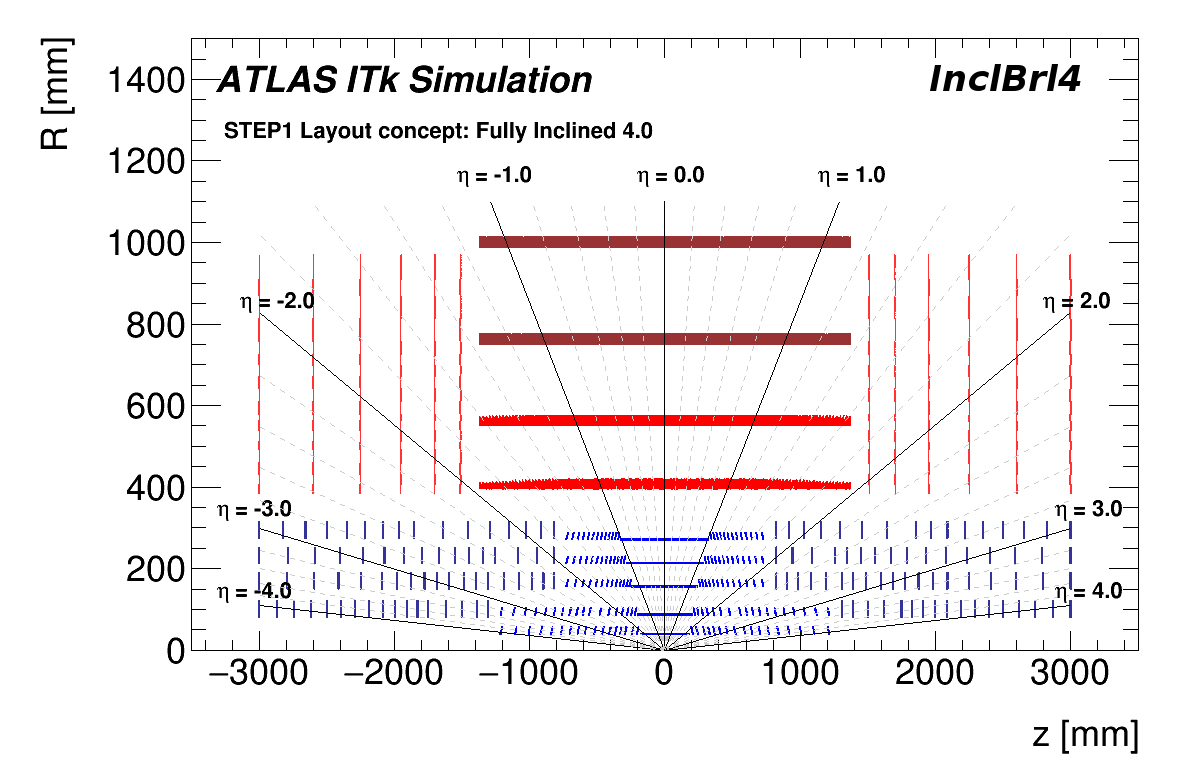 R [mm]
1400
1200
1000
800
600
400
200
0
ATLAS ITk Simulation
InclBrl4
STEP1 Layout concept: Fully Inclined 4.0
η = -1.0
η = 0.0
η = 1.0
η = -2.0
η = 2.0
η = -3.0
η = 3.0
η = -4.0
η = 4.0
−3000
−2000
−1000
0
1000
2000
3000
z [mm]